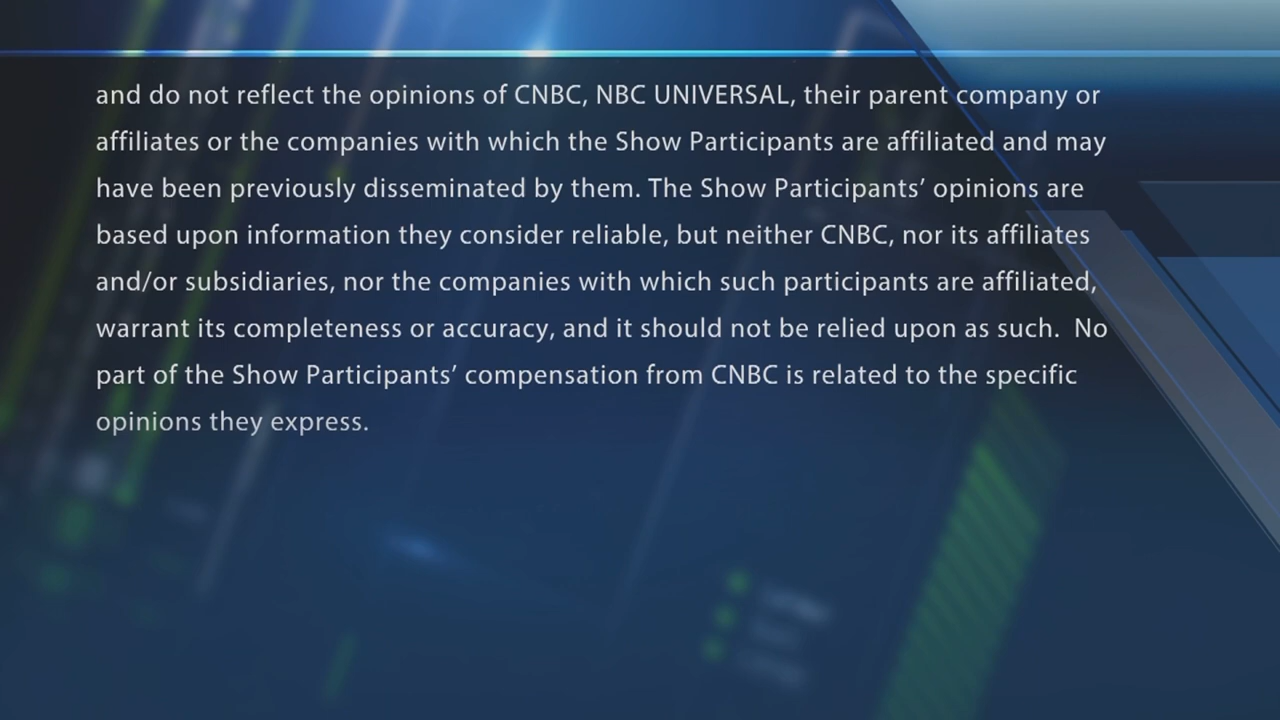 and do not reflect the opinions of CNBC, NBC UNIVERSAL, their parent company or
affiliates or the companies with which the Show Participants are affiliated and may
have been previously disseminated by them. The Show Participants’ opinions are
based upon information they consider reliable, but neither CNBC, nor its affiliates
and/or subsidiaries, nor the companies with which such participants are affiliated,
warrant its completeness or accuracy, and it should not be relied upon as such.  No
part of the Show Participants’ compensation from CNBC is related to the specific
opinions they express.